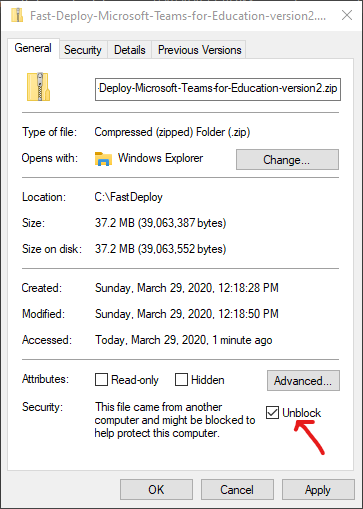 Fast-Deploy-Microsoft-Teams-for-Education-version2....
General Security Details Previous Versions
-Deploy-Microsoft-Teams-for-Education-version2.zip
Type of file: Compressed (zipped) Folder (.zip)
Opens with: Windows Explorer Change...
Location: C:\FastDeploy
Size: 37.2 MB (39,063,387 bytes)
Size on disk: 37.2 MB (39,063,552 bytes)
Created: Sunday, March 29, 2020, 12:18:28 PM
Modified: Sunday, March 29, 2020, 12:18:50 PM
Accessed: Today, March 29, 2020, 1 minute ago
Attributes: Read-only Hidden Advanced...
Security: This file came from another Unblock
computer and might be blocked to
help protect this computer.
OK Cancel Apply